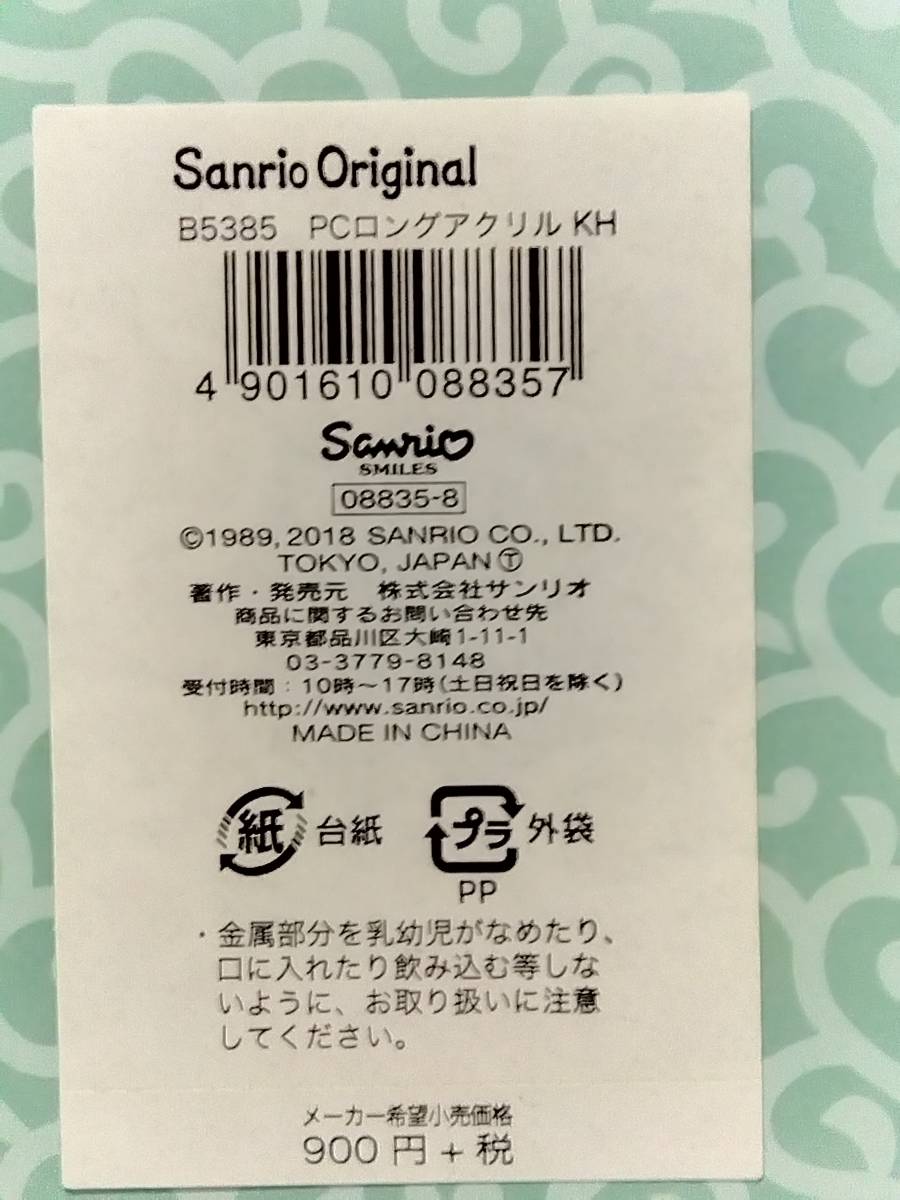 Sanrio Original
B5385 PCロングアクリル KH
4 901610 088357
Sanrio
SMILES
08835-8
©1989, 2018 SANRIO CO., LTD.
TOKYO, JAPAN Ⓣ
著作・発売元 株式会社サンリオ
商品に関するお問い合わせ先
東京都品川区大崎1-11-1
03-3779-8148
受付時間：10時〜17時(土日祝日を除く)
http://www.sanrio.co.jp/
MADE IN CHINA
紙 台紙 プラ 外袋
PP
・金属部分を乳幼児がなめたり、
口に入れたり飲み込む等しな
いように、お取り扱いに注意
してください。
メーカー希望小売価格
900 円 + 税